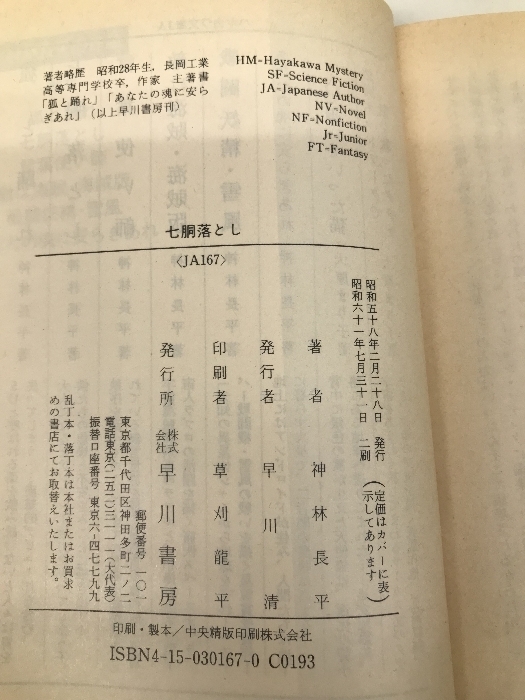 著者略歴　昭和28年生，長岡工業
高等専門学校卒，作家　主著書
「狐と踊れ」「あなたの魂に安ら
ぎあれ」（以上早川書房刊）
HM=Hayakawa Mystery
SF=Science Fiction
JA=Japanese Author
NV=Novel
NF=Nonfiction
Jr=Junior
FT=Fantasy
七胴落とし
〈JA167〉
昭和五十八年二月二十八日　発行
昭和六十一年七月三十一日　二刷
（定価はカバーに表
示してあります）
著者　神林長平
発行者　早川清
印刷者　草刈龍平
発行所　株式会社　早川書房
郵便番号　一〇一
東京都千代田区神田多町二ノ二
電話東京（二五二）三一一一（大代表）
振替口座番号　東京六－四七七九九
乱丁本・落丁本は本社またはお買求
めの書店にてお取替えいたします。
印刷・製本／中央精版印刷株式会社
ISBN4-15-030167-0 C0193